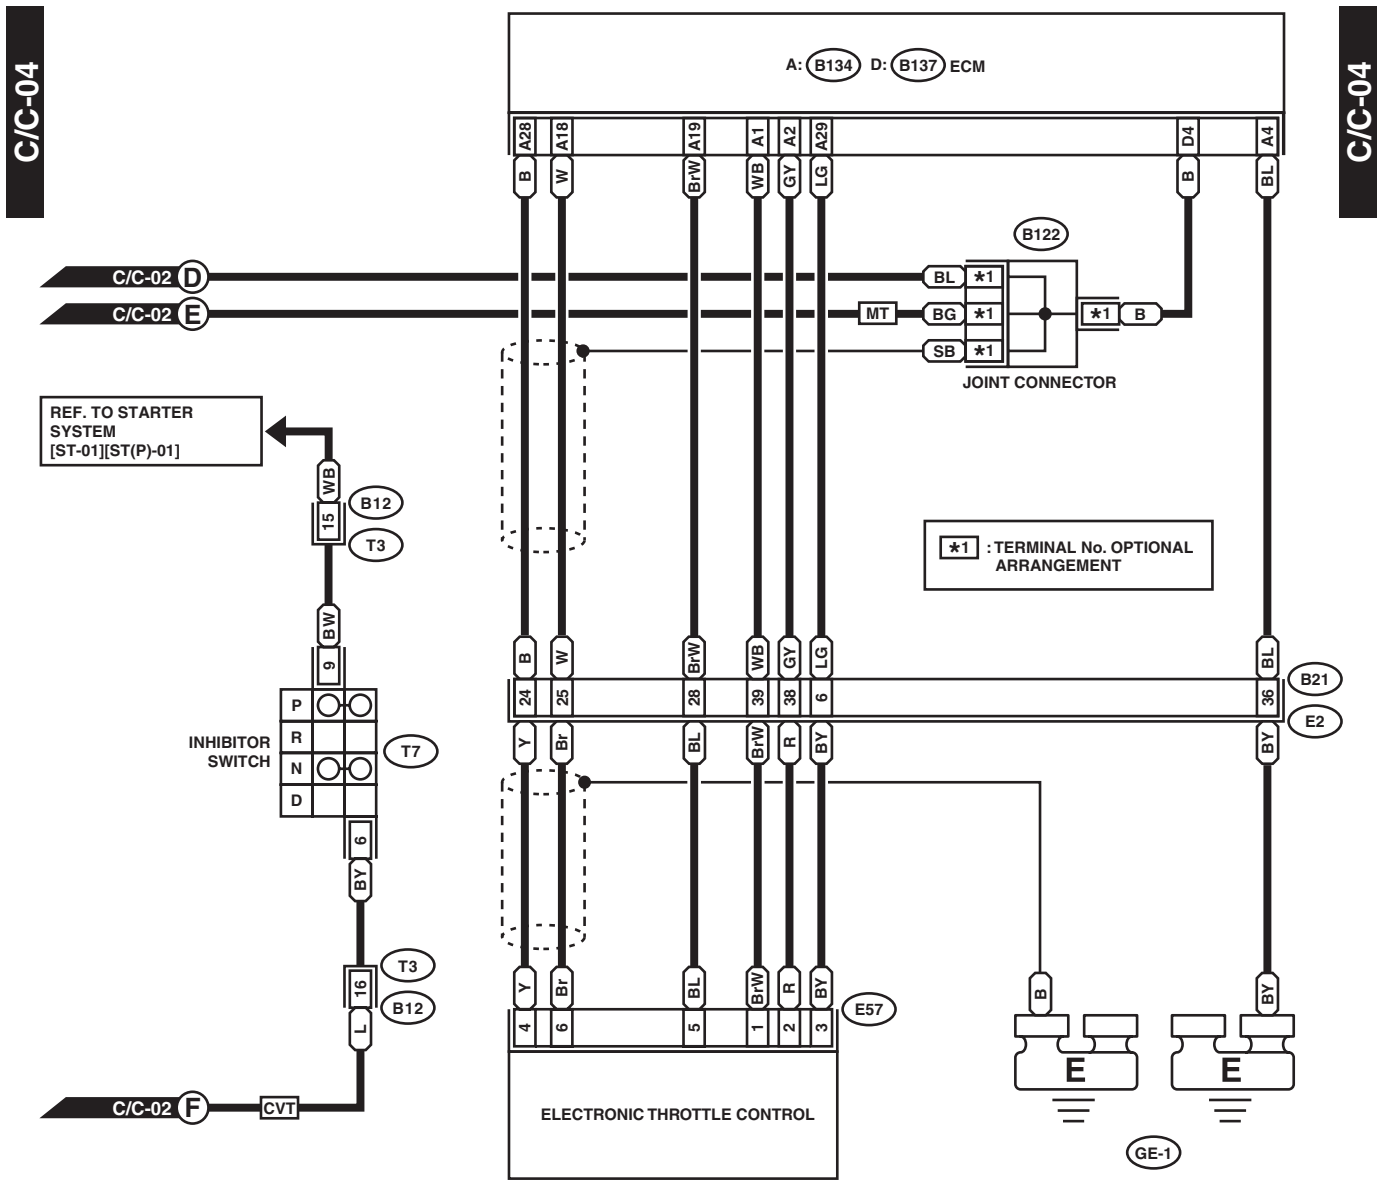 C/C-04
C/C-04
A: B134 D: B137 ECM
A28 A18 A19 A1 A2 A29 D4 A4
B W BrW WB GY LG B BL
B122
C/C-02 D BL *1
C/C-02 E MT BG *1 *1 B
SB *1
JOINT CONNECTOR
REF. TO STARTER
SYSTEM
[ST-01][ST(P)-01]
WB
B12
15
T3
*1 : TERMINAL No. OPTIONAL
ARRANGEMENT
BW
9
B W BrW WB GY LG BL
B21
24 25 28 39 38 6 36
E2
P
R
N
D
INHIBITOR
SWITCH
T7
Y Br BL BrW R BY BY
6
BY
T3
16
B12
L
Y Br BL BrW R BY B BY
E57
4 6 5 1 2 3
E E
C/C-02 F CVT
ELECTRONIC THROTTLE CONTROL
GE-1